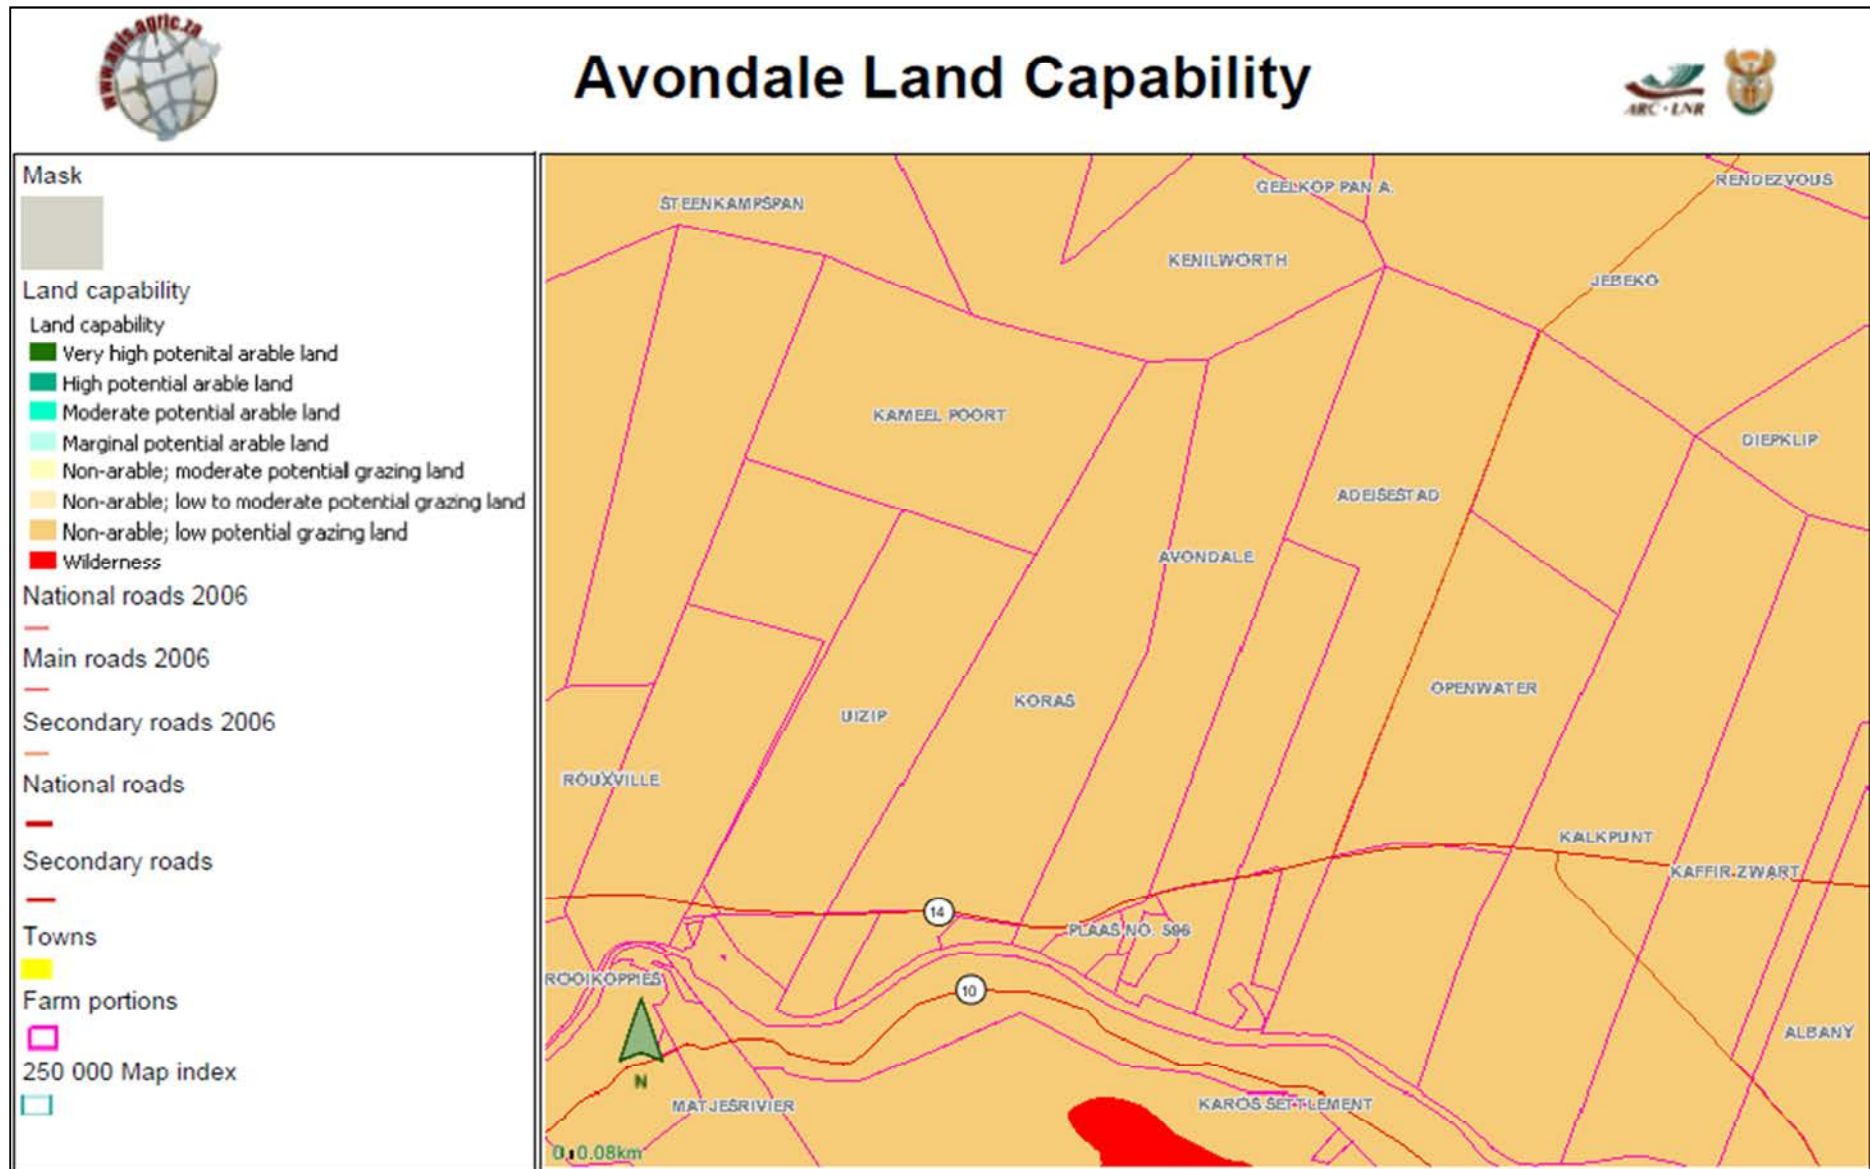 www.agis.agric.za
Avondale Land Capability
ARC • LNR
Mask
Land capability
Land capability
Very high potenital arable land
High potential arable land
Moderate potential arable land
Marginal potential arable land
Non-arable; moderate potential grazing land
Non-arable; low to moderate potential grazing land
Non-arable; low potential grazing land
Wilderness
National roads 2006
Main roads 2006
Secondary roads 2006
National roads
Secondary roads
Towns
Farm portions
250 000 Map index
STEENKAMPSPAN
GEELKOP PAN A.
RENDEZVOUS
KENILWORTH
JEBEKO
KAMEEL POORT
DIEPKLIP
ADEISESTAD
AVONDALE
OPENWATER
KORAS
UIZIP
ROUXVILLE
KALKPUNT
KAFFIR ZWART
14
PLAAS NO. 596
ROOIKOPPIES
10
ALBANY
N
MATJESRIVIER
KAROS SETTLEMENT
0 0.08km